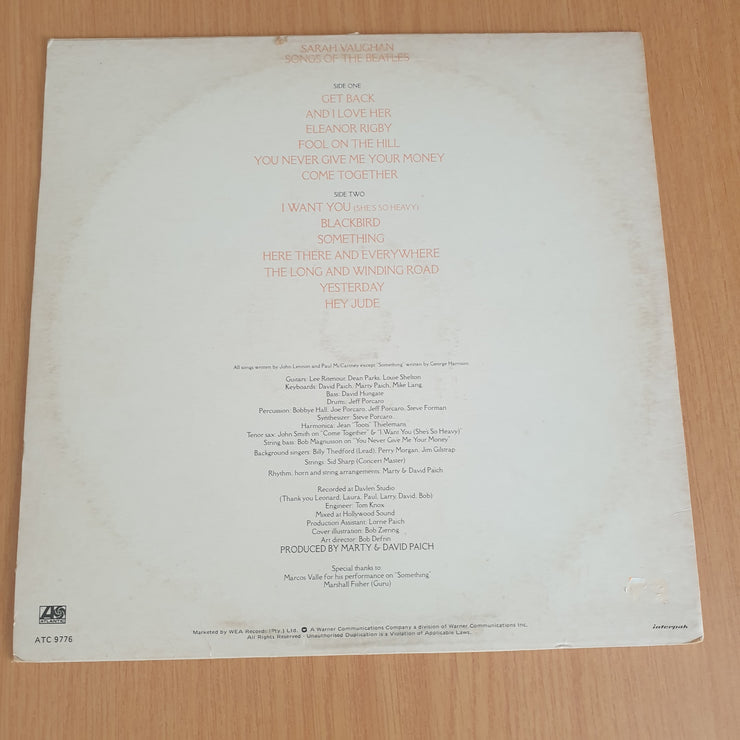 SARAH VAUGHAN
SONGS OF THE BEATLES
SIDE ONE
GET BACK
AND I LOVE HER
ELEANOR RIGBY
FOOL ON THE HILL
YOU NEVER GIVE ME YOUR MONEY
COME TOGETHER
SIDE TWO
I WANT YOU (SHE'S SO HEAVY)
BLACKBIRD
SOMETHING
HERE THERE AND EVERYWHERE
THE LONG AND WINDING ROAD
YESTERDAY
HEY JUDE
All songs written by John Lennon and Paul McCartney except "Something" written by George Harrison
Guitars: Lee Ritenour, Dean Parks, Louie Shelton
Keyboards: David Paich, Marty Paich, Mike Lang
Bass: David Hungate
Drums: Jeff Porcaro
Percussion: Bobbye Hall, Joe Porcaro, Jeff Porcaro, Steve Forman
Synthesizer: Steve Porcaro
Harmonica: Jean "Toots" Thielemans
Tenor sax: John Smith on "Come Together" & "I Want You (She's So Heavy)"
String bass: Bob Magnusson on "You Never Give Me Your Money"
Background singers: Billy Thedford (Lead), Perry Morgan, Jim Gilstrap
Strings: Sid Sharp (Concert Master)
Rhythm, horn and string arrangements: Marty & David Paich
Recorded at Davlen Studio
(Thank you Leonard, Laura, Paul, Larry, David, Bob)
Engineer: Tom Knox
Mixed at Hollywood Sound
Production Assistant: Lorne Paich
Cover illustration: Bob Ziering
Art director: Bob Defrin
PRODUCED BY MARTY & DAVID PAICH
Special thanks to
Marcos Valle for his performance on "Something"
Marshall Fisher (Guru)
ATLANTIC
ATC 9776
Marketed by WEA Records (Pty.) Ltd. A Warner Communications Company a division of Warner Communications Inc.
All Rights Reserved · Unauthorised Duplication is a Violation of Applicable Laws.
interpak